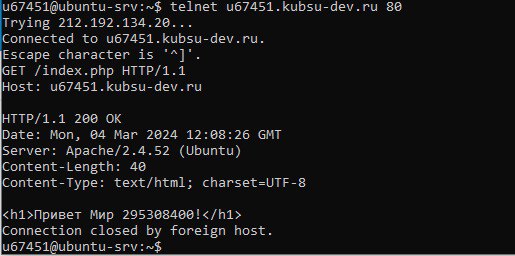 u67451@ubuntu-srv:~$ telnet u67451.kubsu-dev.ru 80
Trying 212.192.134.20...
Connected to u67451.kubsu-dev.ru.
Escape character is '^]'.
GET /index.php HTTP/1.1
Host: u67451.kubsu-dev.ru
HTTP/1.1 200 OK
Date: Mon, 04 Mar 2024 12:08:26 GMT
Server: Apache/2.4.52 (Ubuntu)
Content-Length: 40
Content-Type: text/html; charset=UTF-8
<h1>Привет Мир 295308400!</h1>
Connection closed by foreign host.
u67451@ubuntu-srv:~$